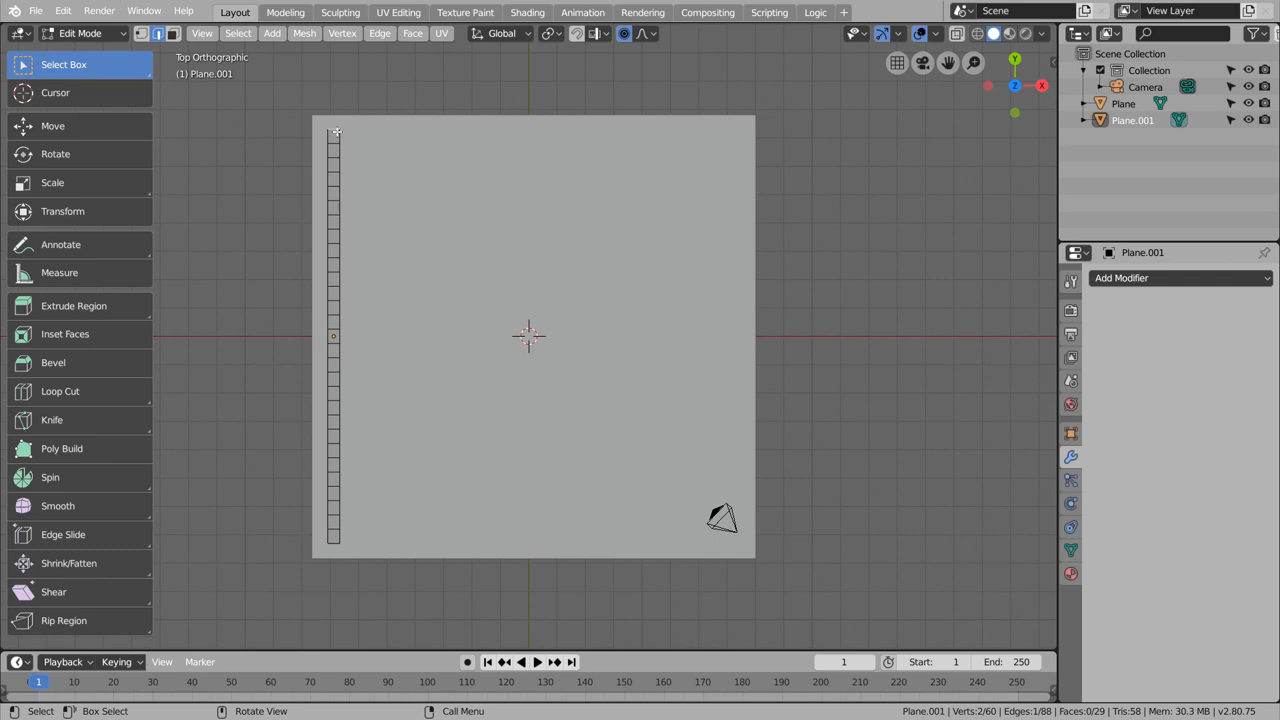 File Edit Render Window Help Layout Modeling Sculpting UV Editing Texture Paint Shading Animation Rendering Compositing Scripting Logic + Scene View Layer
Edit Mode View Select Add Mesh Vertex Edge Face UV Global
Top Orthographic
(1) Plane.001
Select Box
Cursor
Move
Rotate
Scale
Transform
Annotate
Measure
Extrude Region
Inset Faces
Bevel
Loop Cut
Knife
Poly Build
Spin
Smooth
Edge Slide
Shrink/Fatten
Shear
Rip Region
Y
Z X
Scene Collection
Collection
Camera
Plane
Plane.001
Plane.001
Add Modifier
Playback Keying View Marker 1 Start: 1 End: 250
1 10 20 30 40 50 60 70 80 90 100 110 120 130 140 150 160 170 180 190 200 210 220 230 240 250
Select Box Select Rotate View Call Menu Plane.001 | Verts:2/60 | Edges:1/88 | Faces:0/29 | Tris:58 | Mem: 30.3 MB | v2.80.75